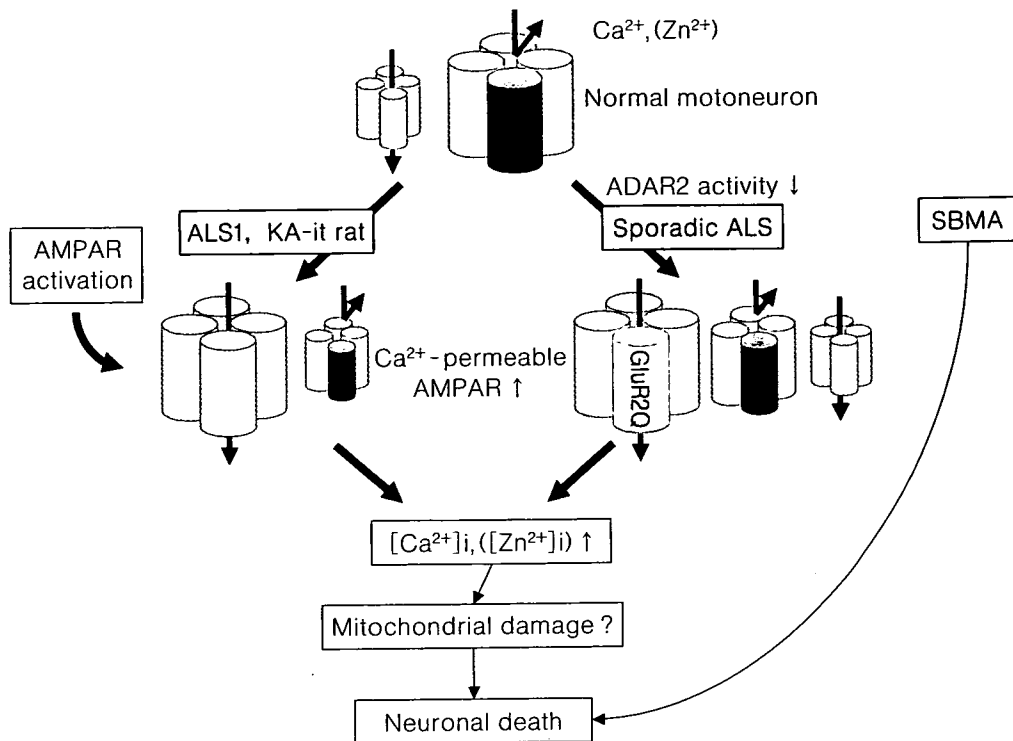 Ca²⁺, (Zn²⁺)
Normal motoneuron
ADAR2 activity ↓
ALS1, KA-it rat
Sporadic ALS
SBMA
AMPAR
activation
Ca²⁺-permeable
AMPAR ↑
GluR2Q
[Ca²⁺]i, ([Zn²⁺]i) ↑
Mitochondrial damage ?
Neuronal death